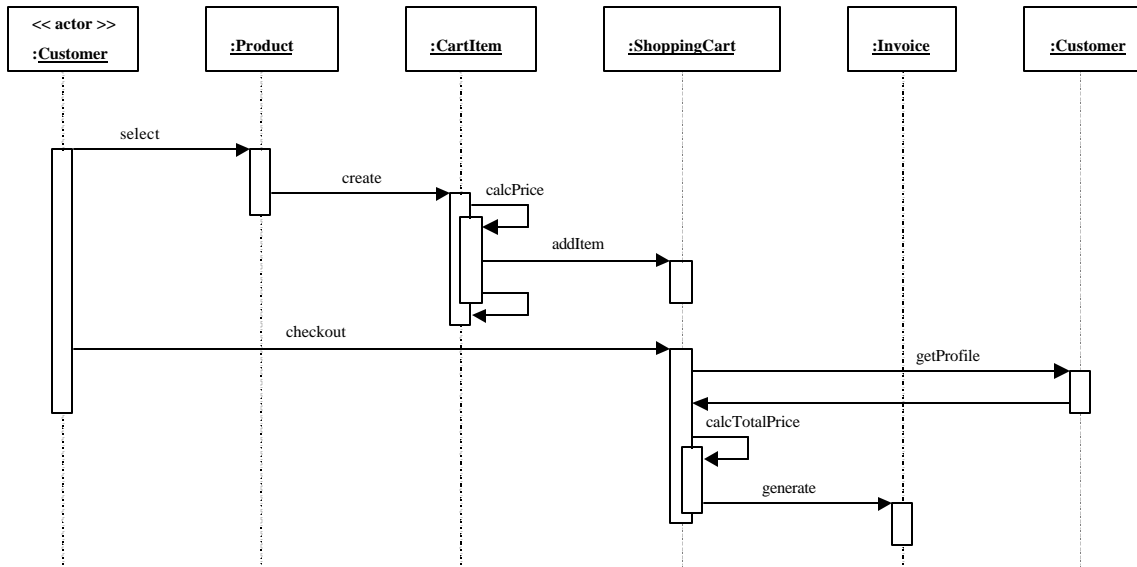 << actor >>
:Customer
:Product
:CartItem
:ShoppingCart
:Invoice
:Customer
select
create
calcPrice
addItem
checkout
getProfile
calcTotalPrice
generate